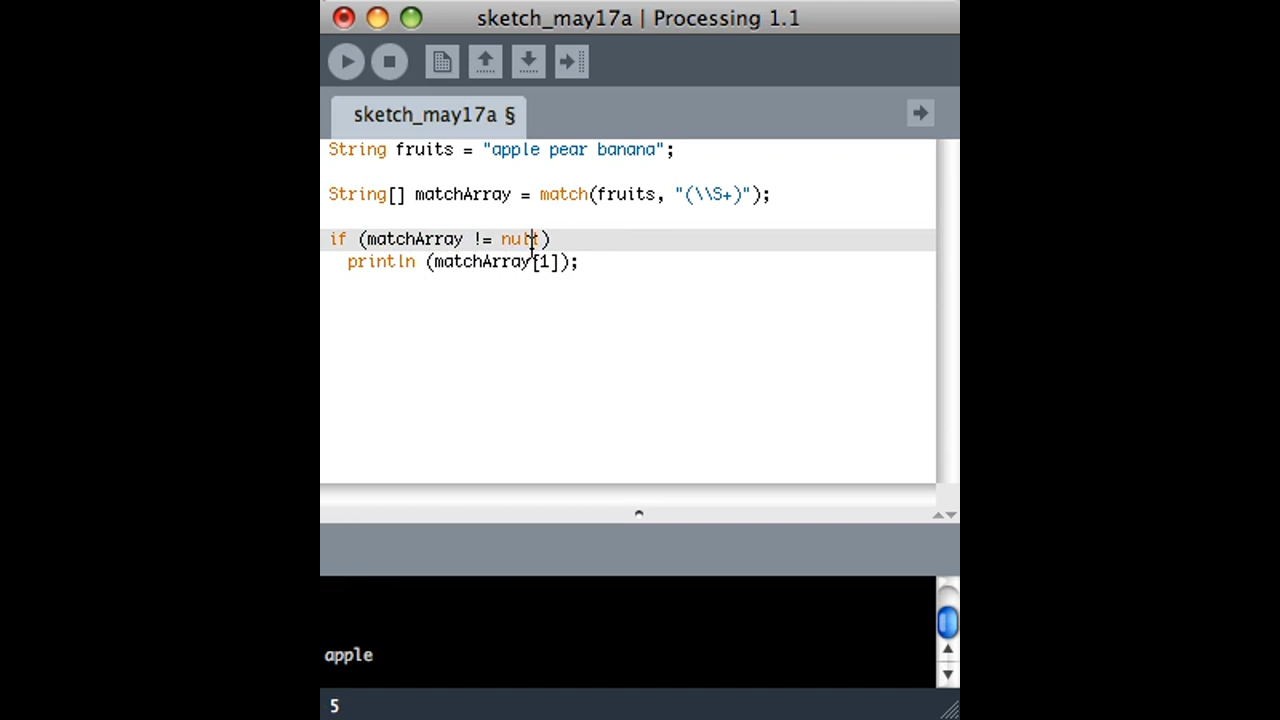 sketch_may17a | Processing 1.1
sketch_may17a §
String fruits = "apple pear banana";
String[] matchArray = match(fruits, "(\\S+)");
if (matchArray != null)
println (matchArray[1]);
apple
5